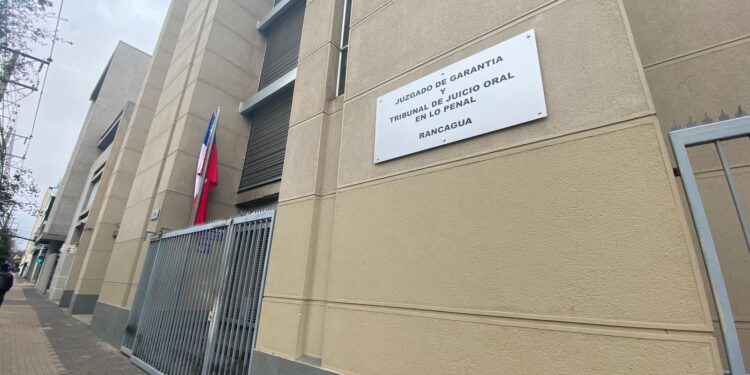 JUZGADO DE GARANTIA
Y
TRIBUNAL DE JUICIO ORAL
EN LO PENAL
RANCAGUA